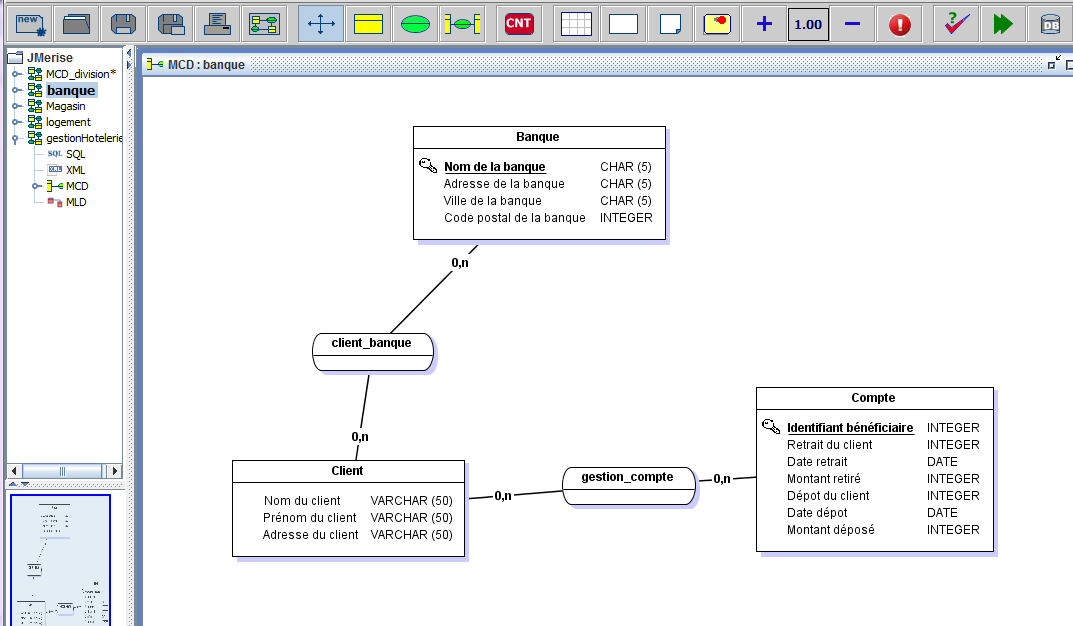 new
CNT
1.00
DB
JMerise
MCD_division*
banque
Magasin
logement
gestionHotelerie
SQL SQL
XML
MCD
MLD
MCD : banque
Banque
Nom de la banque CHAR (5)
Adresse de la banque CHAR (5)
Ville de la banque CHAR (5)
Code postal de la banque INTEGER
0,n
client_banque
0,n
Client
Nom du client VARCHAR (50)
Prénom du client VARCHAR (50)
Adresse du client VARCHAR (50)
0,n
gestion_compte
0,n
Compte
Identifiant bénéficiaire INTEGER
Retrait du client INTEGER
Date retrait DATE
Montant retiré INTEGER
Dépot du client INTEGER
Date dépot DATE
Montant déposé INTEGER